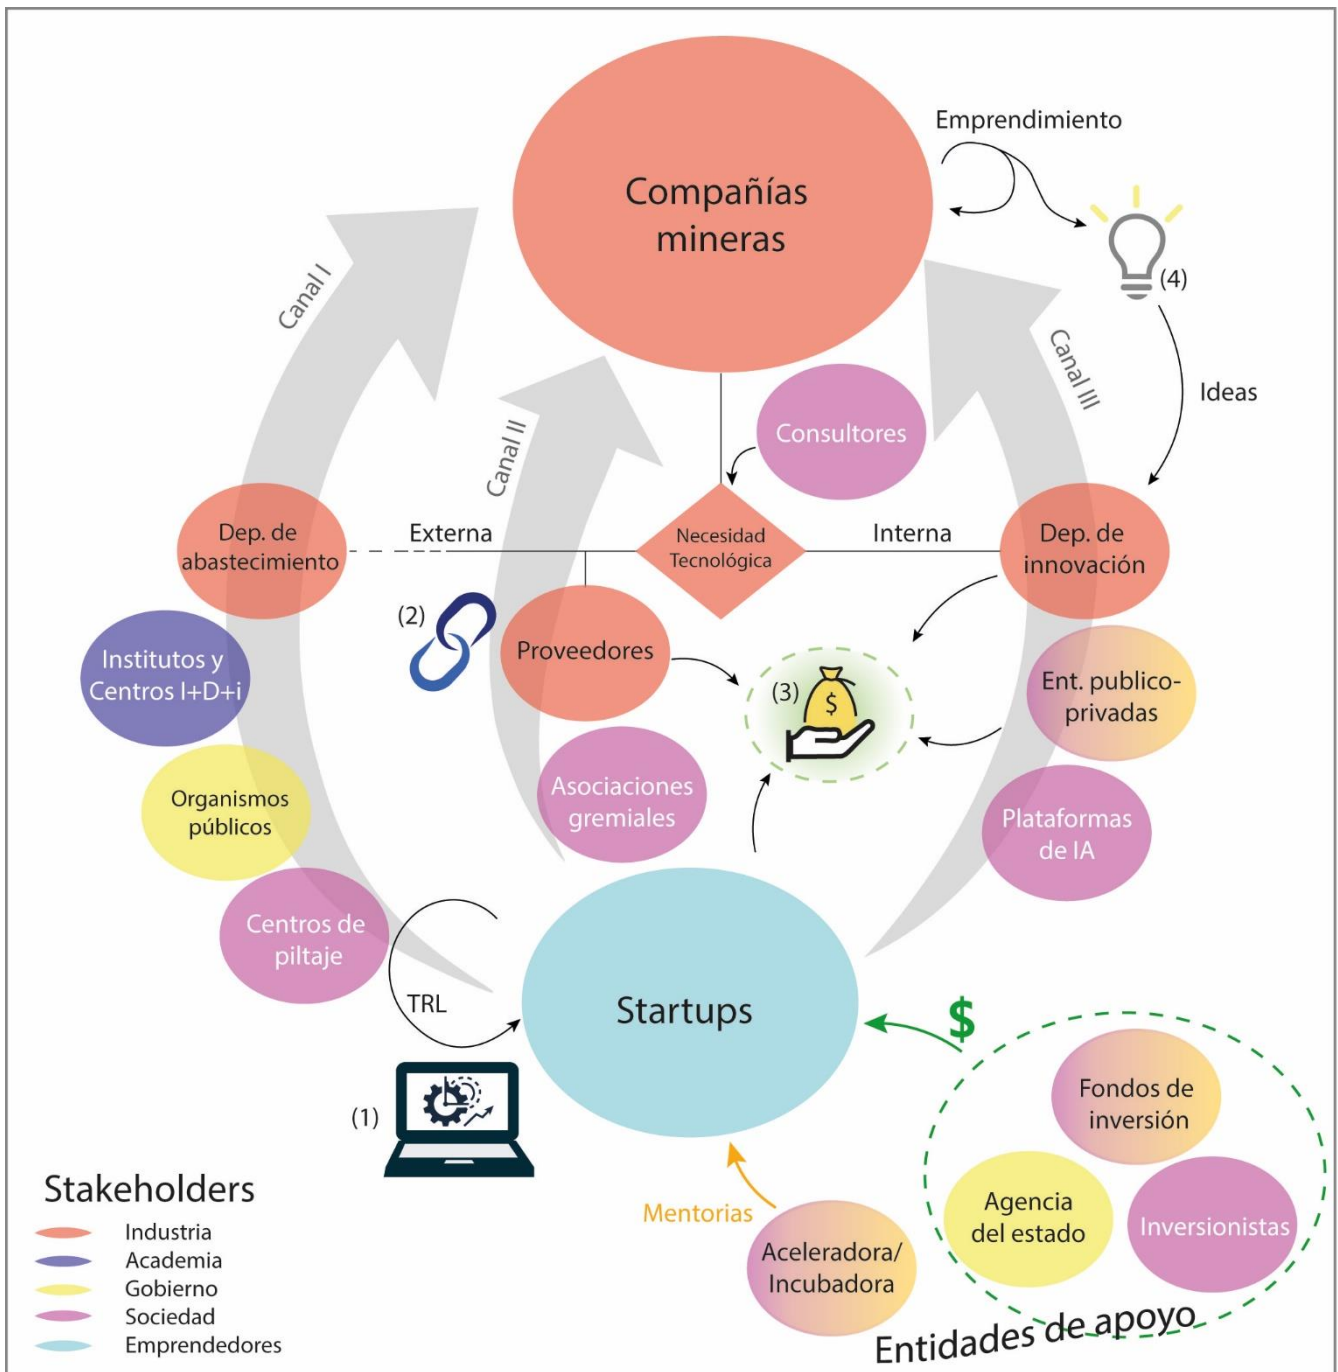 Emprendimiento
Compañías
mineras
(4)
Canal I
Canal II
Canal III
Ideas
Consultores
Dep. de
abastecimiento
Externa
Necesidad
Tecnológica
Interna
Dep. de
innovación
(2)
Proveedores
Institutos y
Centros I+D+i
(3)
$
Ent. publico-
privadas
Organismos
públicos
Asociaciones
gremiales
Plataformas
de IA
Centros de
piltaje
TRL
Startups
$
(1)
Fondos de
inversión
Agencia
del estado
Inversionistas
Mentorias
Aceleradora/
Incubadora
Entidades de apoyo
Stakeholders
Industria
Academia
Gobierno
Sociedad
Emprendedores